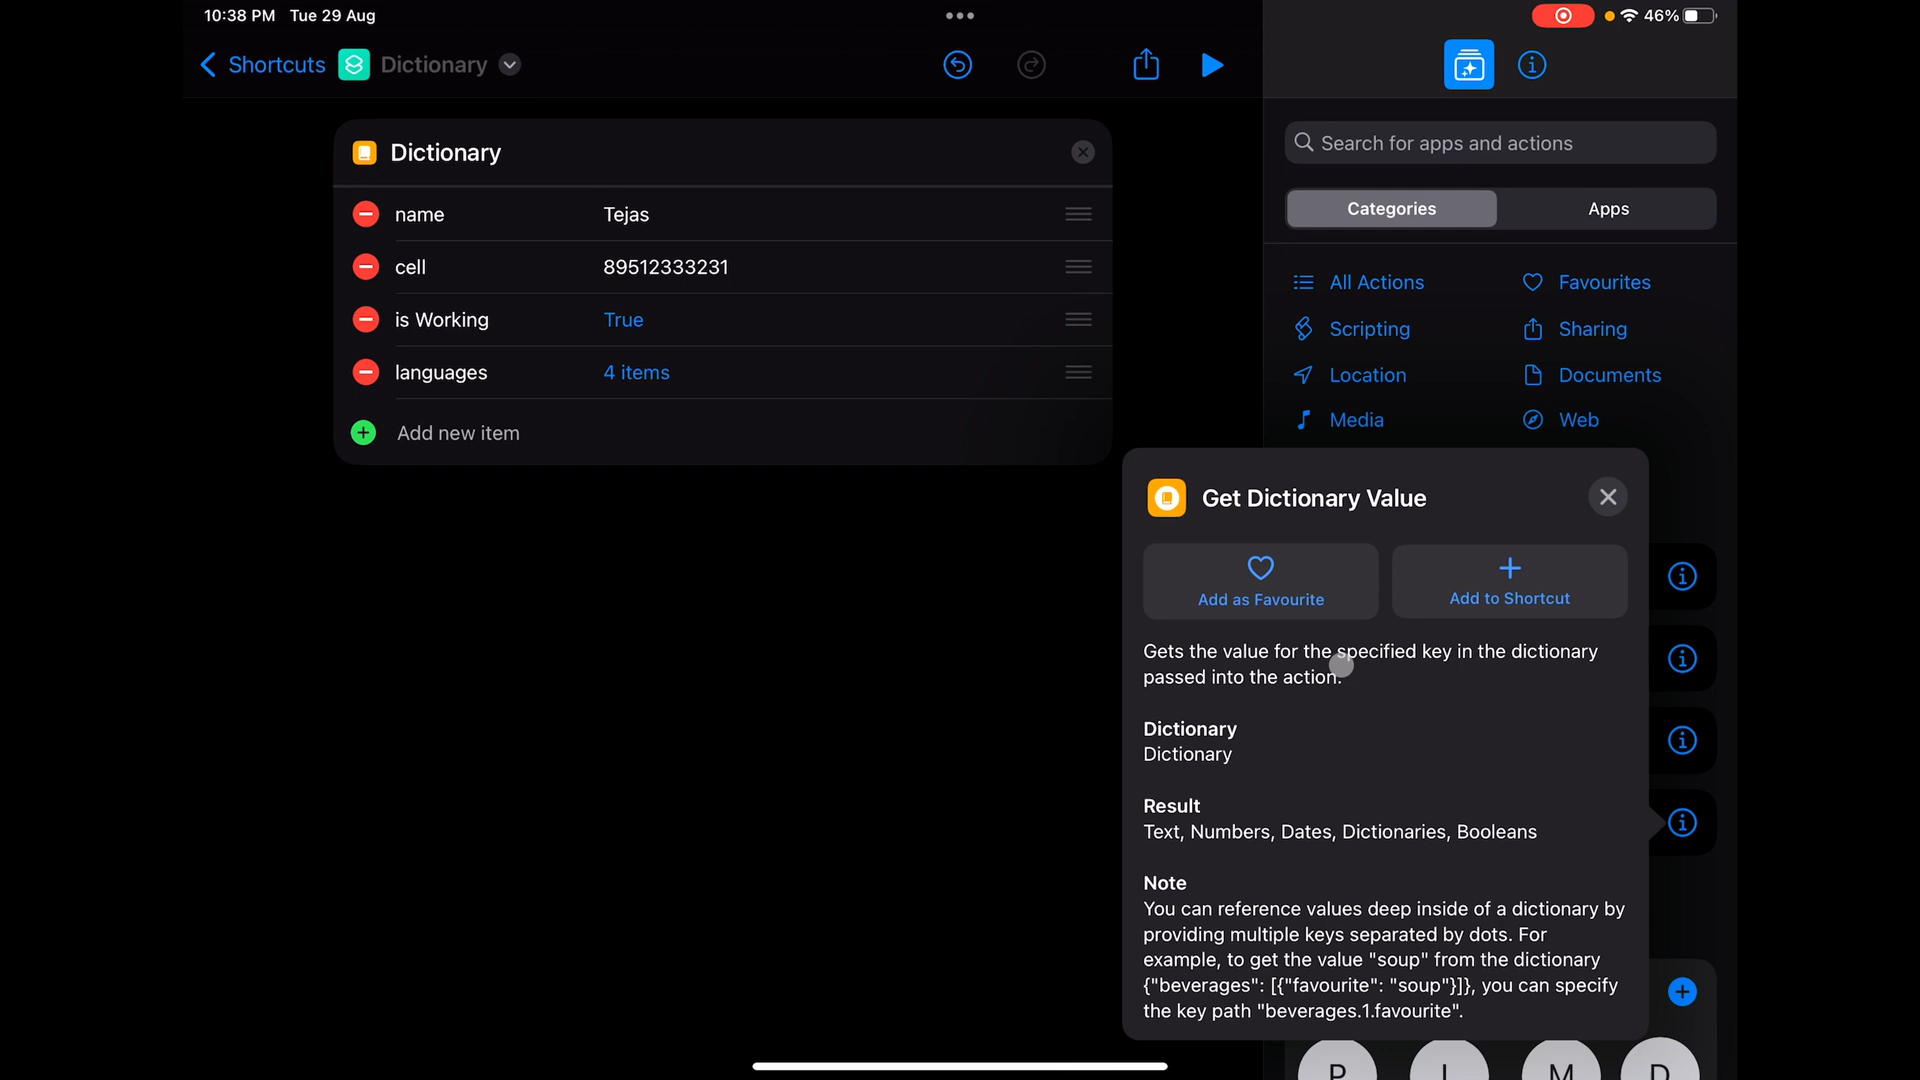 10:38 PM Tue 29 Aug
46%
Shortcuts Dictionary
Dictionary
name Tejas
cell 89512333231
is Working True
languages 4 items
Add new item
Search for apps and actions
Categories Apps
All Actions Favourites
Scripting Sharing
Location Documents
Media Web
Get Dictionary Value
Add as Favourite Add to Shortcut
Gets the value for the specified key in the dictionary
passed into the action.
Dictionary
Dictionary
Result
Text, Numbers, Dates, Dictionaries, Booleans
Note
You can reference values deep inside of a dictionary by
providing multiple keys separated by dots. For
example, to get the value "soup" from the dictionary
{"beverages": [{"favourite": "soup"}]}, you can specify
the key path "beverages.1.favourite".